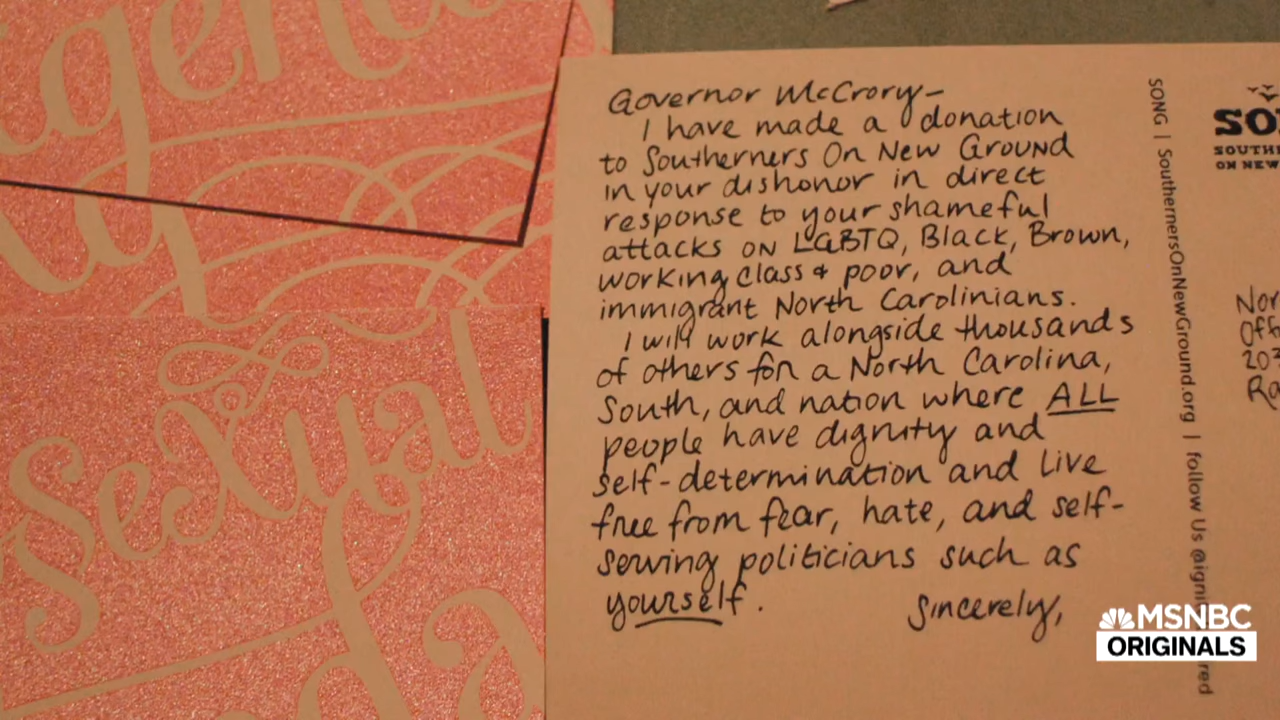 Governor McCrory-
I have made a donation
to Southerners On New Ground
in your dishonor in direct
response to your shameful
attacks on LGBTQ, Black, Brown,
working class & poor, and
immigrant North Carolinians.
I will work alongside thousands
of others for a North Carolina,
South, and nation where ALL
people have dignity and
self-determination and live
free from fear, hate, and self-
serving politicians such as
yourself.
Sincerely,
SONG | SouthernersOnNewGround.org | follow Us
ON NEW
sexual
MSNBC
ORIGINALS